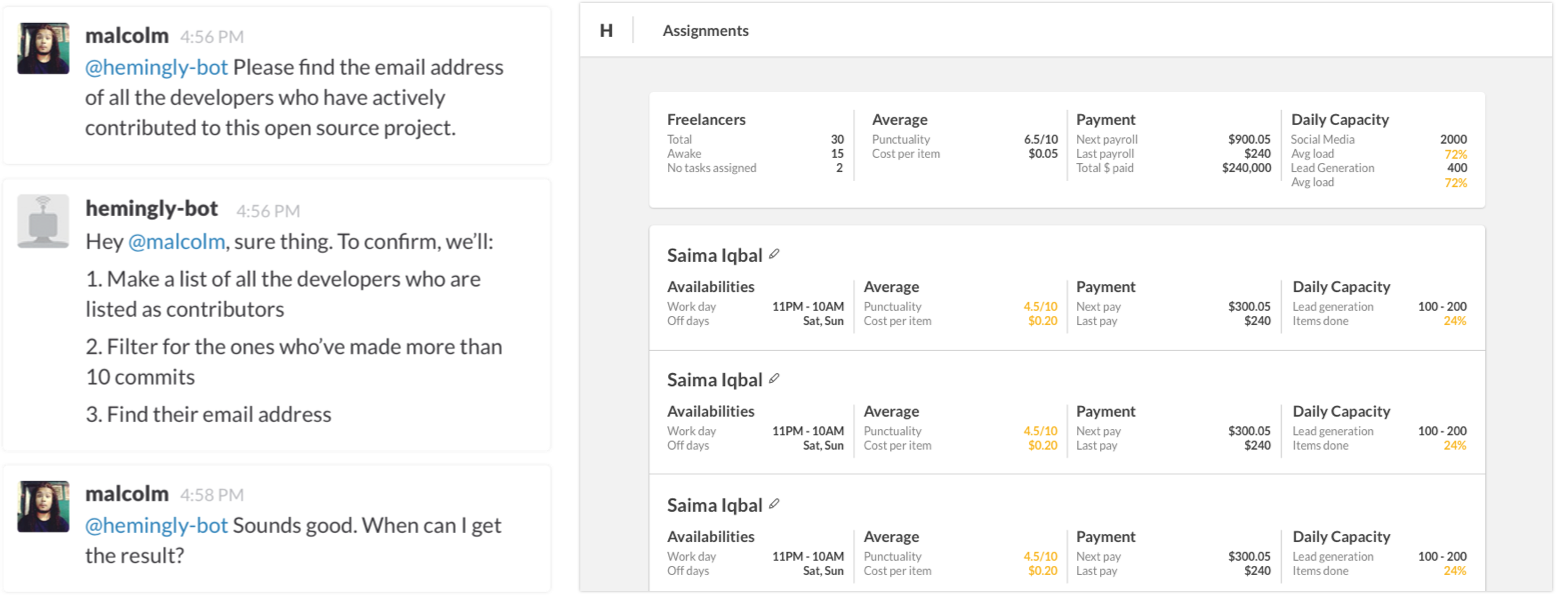 malcolm 4:56 PM
@hemingly-bot Please find the email address
of all the developers who have actively
contributed to this open source project.
hemingly-bot 4:56 PM
Hey @malcolm, sure thing. To confirm, we'll:
1. Make a list of all the developers who are
listed as contributors
2. Filter for the ones who've made more than
10 commits
3. Find their email address
malcolm 4:58 PM
@hemingly-bot Sounds good. When can I get
the result?
H Assignments
Freelancers Average Payment Daily Capacity
Total 30 Punctuality 6.5/10 Next payroll $900.05 Social Media 2000
Awake 15 Cost per item $0.05 Last payroll $240 Avg load 72%
No tasks assigned 2 Total $ paid $240,000 Lead Generation 400
Avg load 72%
Saima Iqbal
Availabilities Average Payment Daily Capacity
Work day 11PM - 10AM Punctuality 4.5/10 Next pay $300.05 Lead generation 100 - 200
Off days Sat, Sun Cost per item $0.20 Last pay $240 Items done 24%
Saima Iqbal
Availabilities Average Payment Daily Capacity
Work day 11PM - 10AM Punctuality 4.5/10 Next pay $300.05 Lead generation 100 - 200
Off days Sat, Sun Cost per item $0.20 Last pay $240 Items done 24%
Saima Iqbal
Availabilities Average Payment Daily Capacity
Work day 11PM - 10AM Punctuality 4.5/10 Next pay $300.05 Lead generation 100 - 200
Off days Sat, Sun Cost per item $0.20 Last pay $240 Items done 24%